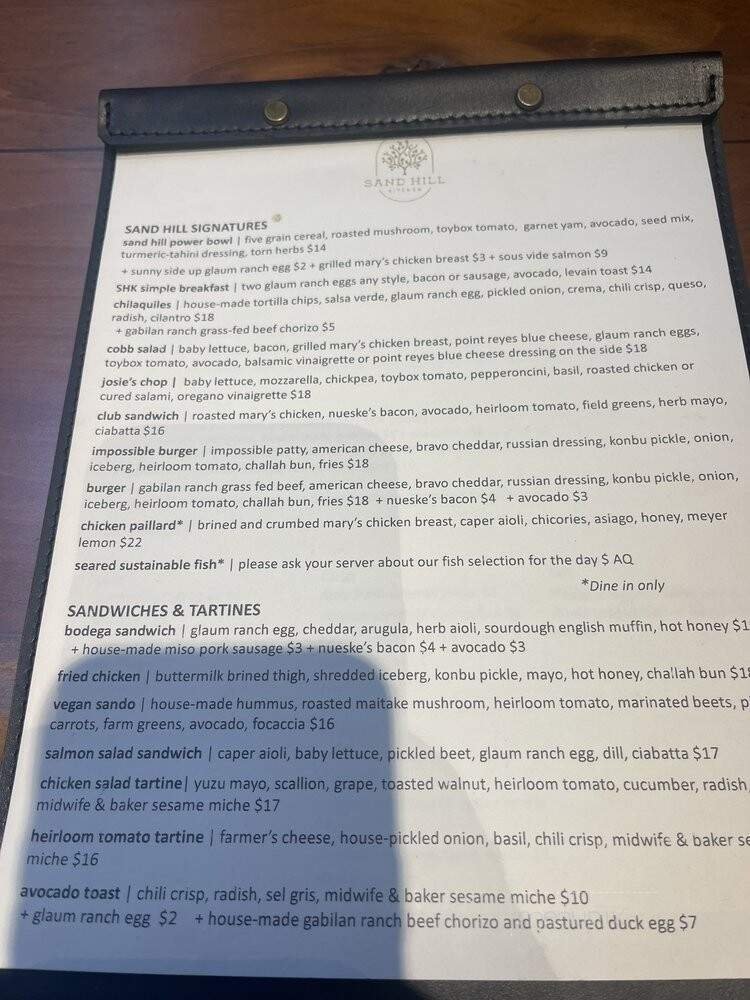 SAND HILL
KITCHEN
SAND HILL SIGNATURES
sand hill power bowl | five grain cereal, roasted mushroom, toybox tomato, garnet yam, avocado, seed mix,
turmeric-tahini dressing, torn herbs $14
+ sunny side up glaum ranch egg $2 + grilled mary's chicken breast $3 + sous vide salmon $9
SHK simple breakfast | two glaum ranch eggs any style, bacon or sausage, avocado, levain toast $14
chilaquiles | house-made tortilla chips, salsa verde, glaum ranch egg, pickled onion, crema, chili crisp, queso,
radish, cilantro $18
+ gabilan ranch grass-fed beef chorizo $5
cobb salad | baby lettuce, bacon, grilled mary's chicken breast, point reyes blue cheese, glaum ranch eggs,
toybox tomato, avocado, balsamic vinaigrette or point reyes blue cheese dressing on the side $18
josie's chop | baby lettuce, mozzarella, chickpea, toybox tomato, pepperoncini, basil, roasted chicken or
cured salami, oregano vinaigrette $18
club sandwich | roasted mary's chicken, nueske's bacon, avocado, heirloom tomato, field greens, herb mayo,
ciabatta $16
impossible burger | impossible patty, american cheese, bravo cheddar, russian dressing, konbu pickle, onion,
iceberg, heirloom tomato, challah bun, fries $18
burger | gabilan ranch grass fed beef, american cheese, bravo cheddar, russian dressing, konbu pickle, onion,
iceberg, heirloom tomato, challah bun, fries $18 + nueske's bacon $4 + avocado $3
chicken paillard* | brined and crumbed mary's chicken breast, caper aioli, chicories, asiago, honey, meyer
lemon $22
seared sustainable fish* | please ask your server about our fish selection for the day $ AQ
*Dine in only
SANDWICHES & TARTINES
bodega sandwich | glaum ranch egg, cheddar, arugula, herb aioli, sourdough english muffin, hot honey $1
+ house-made miso pork sausage $3 + nueske's bacon $4 + avocado $3
fried chicken | buttermilk brined thigh, shredded iceberg, konbu pickle, mayo, hot honey, challah bun
vegan sando | house-made hummus, roasted maitake mushroom, heirloom tomato, marinated beets, p
carrots, farm greens, avocado, focaccia $16
salmon salad sandwich | caper aioli, baby lettuce, pickled beet, glaum ranch egg, dill, ciabatta $17
chicken salad tartine| yuzu mayo, scallion, grape, toasted walnut, heirloom tomato, cucumber, radish,
midwife & baker sesame miche $17
heirloom tomato tartine | farmer's cheese, house-pickled onion, basil, chili crisp, midwife & baker se
miche $16
avocado toast | chili crisp, radish, sel gris, midwife & baker sesame miche $10
+ glaum ranch egg $2 + house-made gabilan ranch beef chorizo and pastured duck egg $7